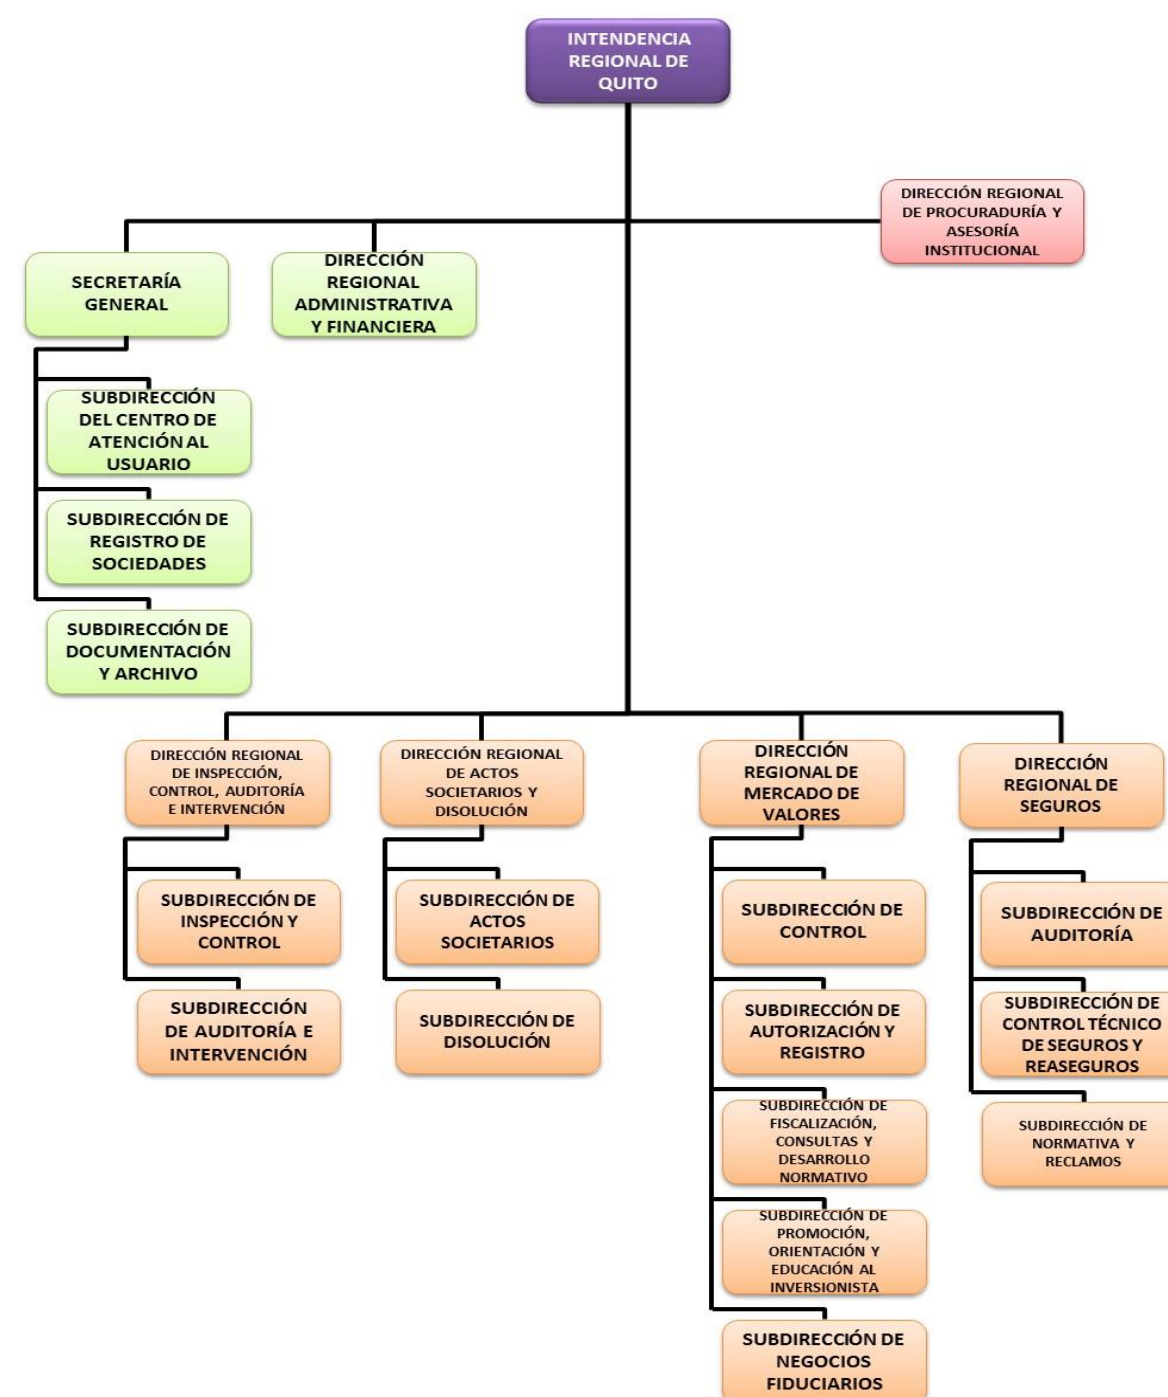 INTENDENCIA
REGIONAL DE
QUITO
DIRECCIÓN REGIONAL
DE PROCURADURÍA Y
ASESORÍA
INSTITUCIONAL
SECRETARÍA
GENERAL
DIRECCIÓN
REGIONAL
ADMINISTRATIVA
Y FINANCIERA
SUBDIRECCIÓN
DEL CENTRO DE
ATENCIÓN AL
USUARIO
SUBDIRECCIÓN DE
REGISTRO DE
SOCIEDADES
SUBDIRECCIÓN DE
DOCUMENTACIÓN
Y ARCHIVO
DIRECCIÓN REGIONAL
DE INSPECCIÓN,
CONTROL, AUDITORÍA
E INTERVENCIÓN
SUBDIRECCIÓN DE
INSPECCIÓN Y
CONTROL
SUBDIRECCIÓN
DE AUDITORÍA E
INTERVENCIÓN
DIRECCIÓN REGIONAL
DE ACTOS
SOCIETARIOS Y
DISOLUCIÓN
SUBDIRECCIÓN DE
ACTOS
SOCIETARIOS
SUBDIRECCIÓN DE
DISOLUCIÓN
DIRECCIÓN
REGIONAL DE
MERCADO DE
VALORES
SUBDIRECCIÓN DE
CONTROL
SUBDIRECCIÓN DE
AUTORIZACIÓN Y
REGISTRO
SUBDIRECCIÓN DE
FISCALIZACIÓN,
CONSULTAS Y
DESARROLLO
NORMATIVO
SUBDIRECCIÓN DE
PROMOCIÓN,
ORIENTACIÓN Y
EDUCACIÓN AL
INVERSIONISTA
SUBDIRECCIÓN DE
NEGOCIOS
FIDUCIARIOS
DIRECCIÓN
REGIONAL DE
SEGUROS
SUBDIRECCIÓN DE
AUDITORÍA
SUBDIRECCIÓN DE
CONTROL TÉCNICO
DE SEGUROS Y
REASEGUROS
SUBDIRECCIÓN DE
NORMATIVA Y
RECLAMOS